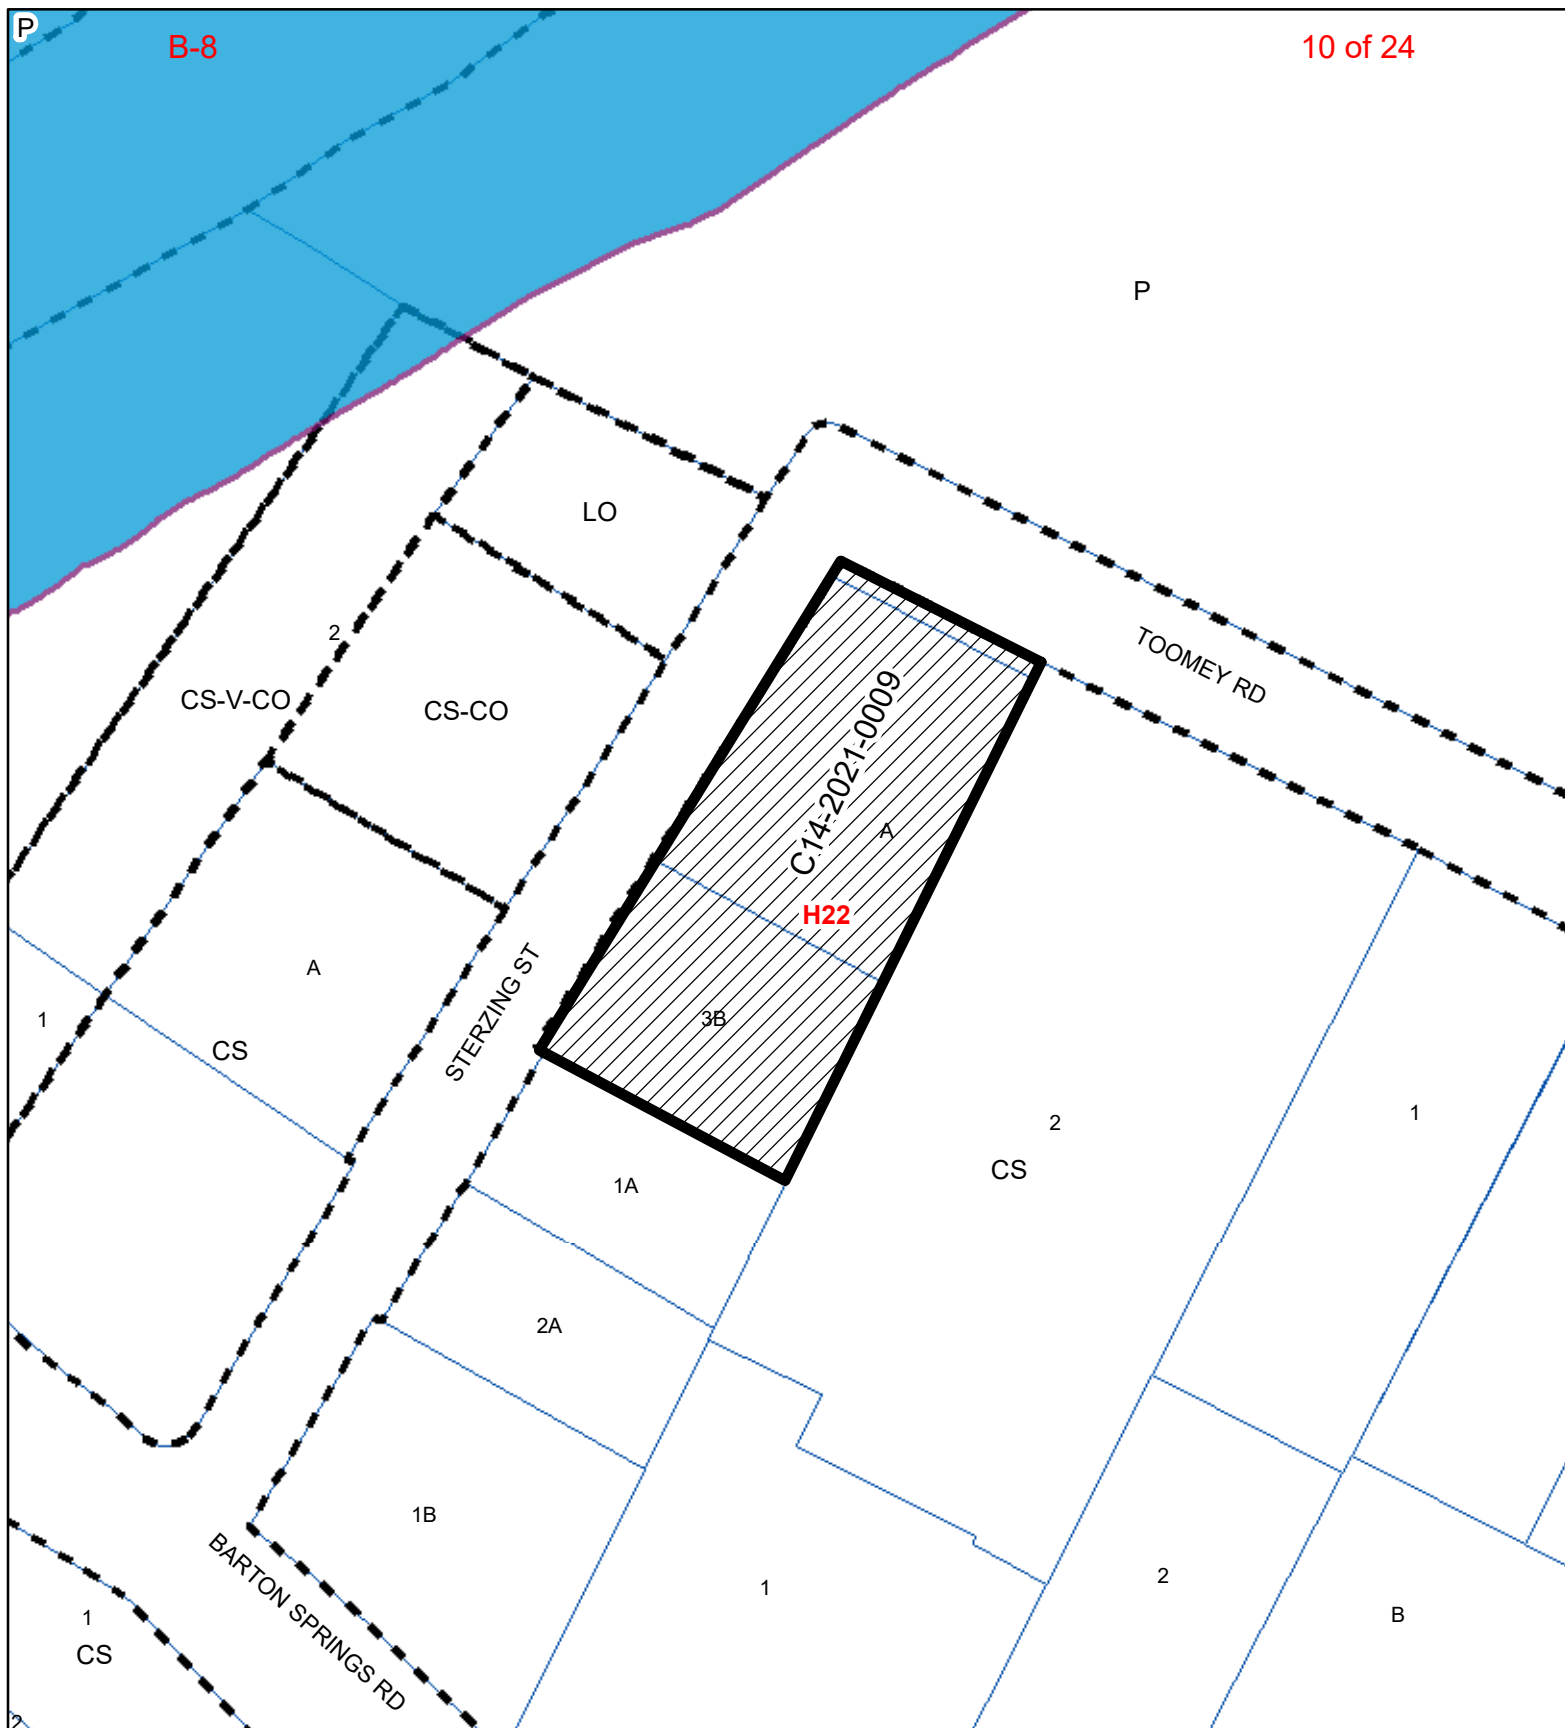 P
B-8
10 of 24
P
LO
TOOMEY RD
2
CS-V-CO
CS-CO
C14-2021-0009
A
H22
A
STERZING ST
1
3B
CS
1
2
CS
1A
2A
1B
BARTON SPRINGS RD
2
1
B
1
CS
2